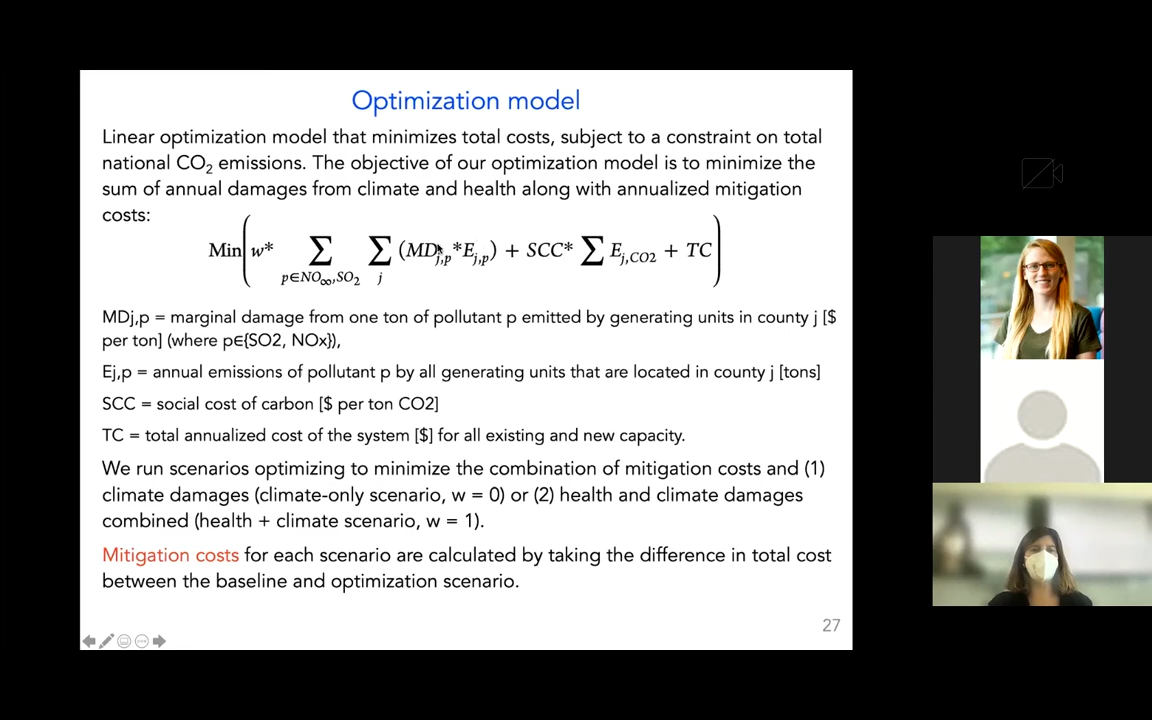 Optimization model
Linear optimization model that minimizes total costs, subject to a constraint on total
national CO₂ emissions. The objective of our optimization model is to minimize the
sum of annual damages from climate and health along with annualized mitigation
costs:
Min(w* ∑_{p∈NO_∞,SO_2} ∑_j (MD_{j,p}*E_{j,p}) + SCC* ∑ E_{j,CO2} + TC)
MDj,p = marginal damage from one ton of pollutant p emitted by generating units in county j [$
per ton] (where p∈{SO2, NOx}),
Ej,p = annual emissions of pollutant p by all generating units that are located in county j [tons]
SCC = social cost of carbon [$ per ton CO2]
TC = total annualized cost of the system [$] for all existing and new capacity.
We run scenarios optimizing to minimize the combination of mitigation costs and (1)
climate damages (climate-only scenario, w = 0) or (2) health and climate damages
combined (health + climate scenario, w = 1).
Mitigation costs for each scenario are calculated by taking the difference in total cost
between the baseline and optimization scenario.
27